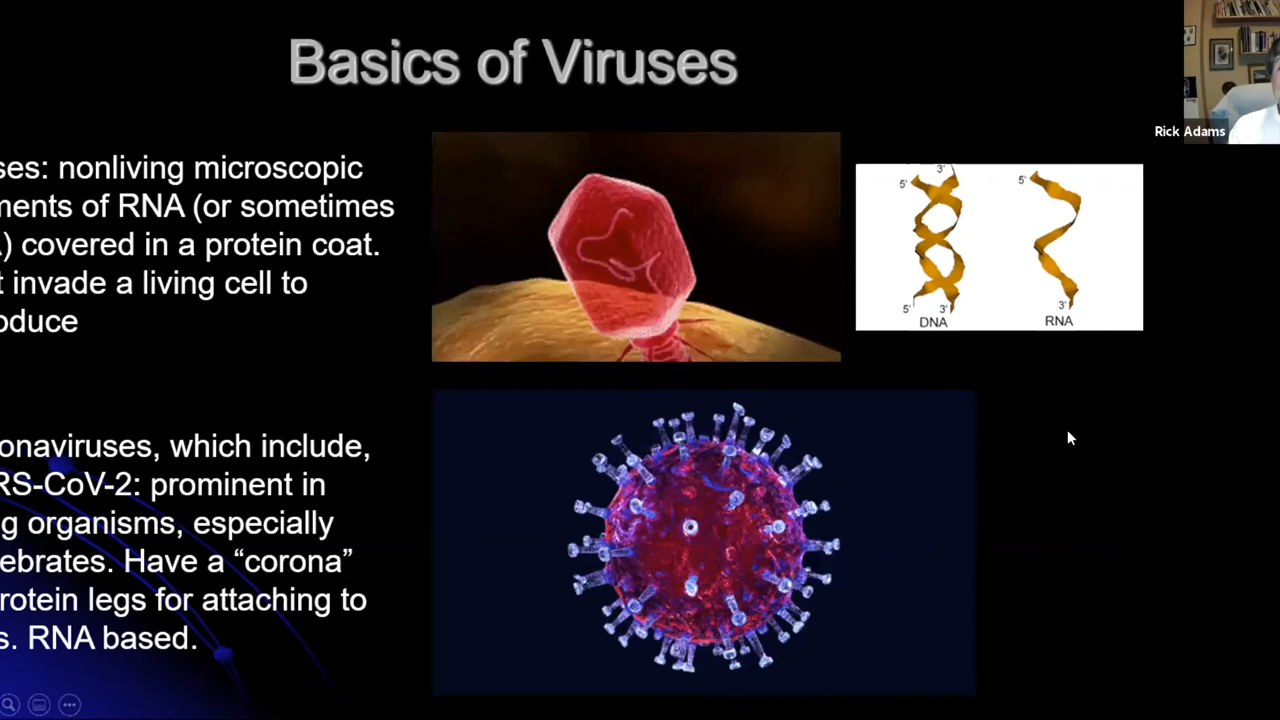 Basics of Viruses
Rick Adams
ses: nonliving microscopic
ments of RNA (or sometimes
) covered in a protein coat.
t invade a living cell to
oduce
3'
5'
5'
5'
3'
3'
DNA
RNA
onaviruses, which include,
RS-CoV-2: prominent in
g organisms, especially
ebrates. Have a “corona”
rotein legs for attaching to
s. RNA based.